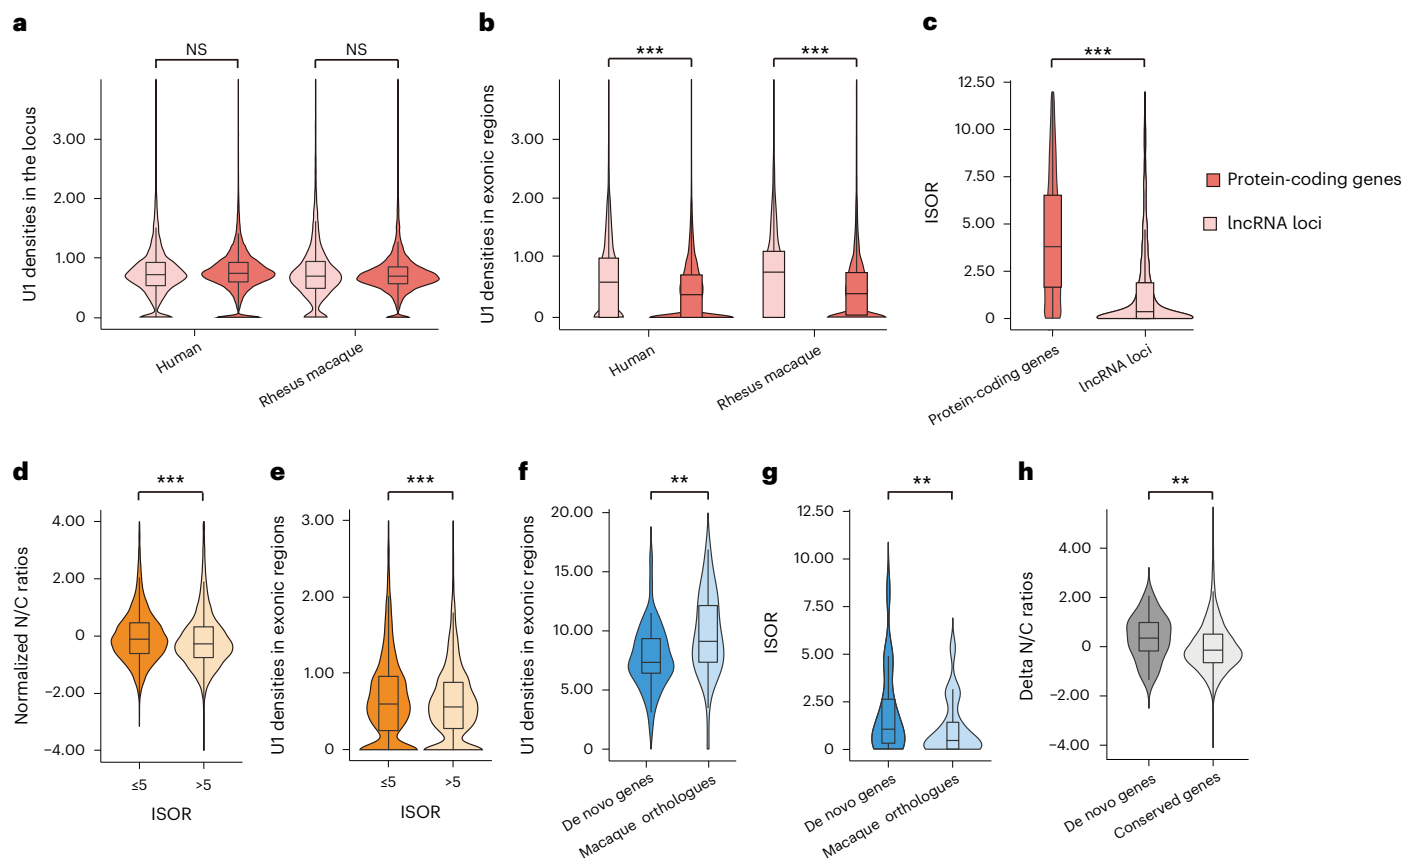 a
NS
NS
U1 densities in the locus
3.00
2.00
1.00
0
Human
Rhesus macaque
b
***
***
U1 densities in exonic regions
3.00
2.00
1.00
0
Human
Rhesus macaque
c
***
ISOR
12.50
10.00
7.50
5.00
2.50
0
Protein-coding genes
lncRNA loci
Protein-coding genes
lncRNA loci
d
***
Normalized N/C ratios
4.00
2.00
0
−2.00
−4.00
≤5
>5
ISOR
e
***
U1 densities in exonic regions
3.00
2.00
1.00
0
≤5
>5
ISOR
f
**
U1 densities in exonic regions
20.00
15.00
10.00
5.00
0
De novo genes
Macaque orthologues
g
**
ISOR
12.50
10.00
7.50
5.00
2.50
0
De novo genes
Macaque orthologues
h
**
Delta N/C ratios
4.00
2.00
0
−2.00
−4.00
De novo genes
Conserved genes